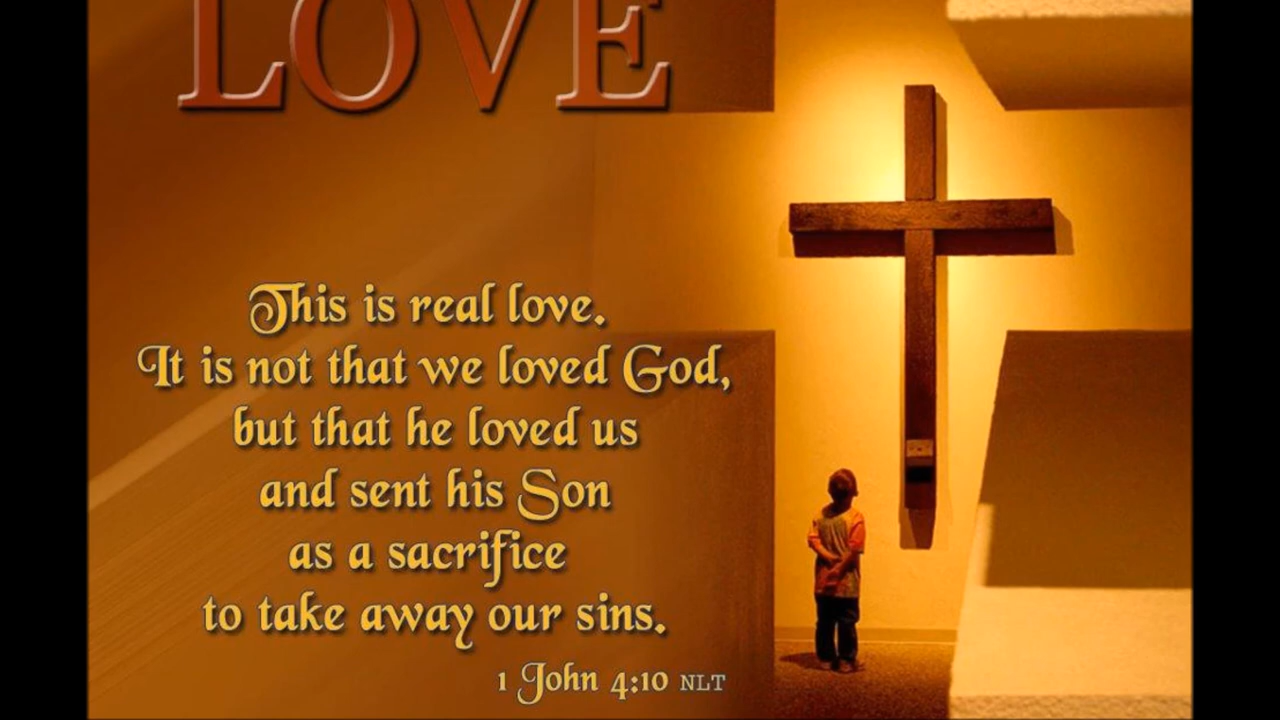 LOVE
This is real love.
It is not that we loved God,
but that he loved us
and sent his Son
as a sacrifice
to take away our sins.
1 John 4:10 NLT